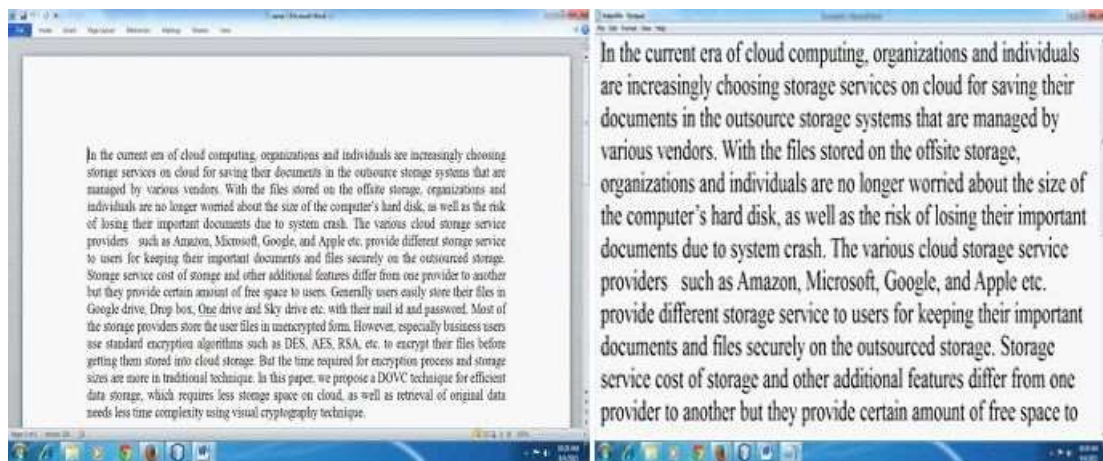 File
Home Insert Page Layout References Mailings Review View
In the current era of cloud computing, organizations and individuals are increasingly choosing
storage services on cloud for saving their documents in the outsource storage systems that are
managed by various vendors. With the files stored on the offsite storage, organizations and
individuals are no longer worried about the size of the computer's hard disk, as well as the risk
of losing their important documents due to system crash. The various cloud storage service
providers such as Amazon, Microsoft, Google, and Apple etc. provide different storage service
to users for keeping their important documents and files securely on the outsourced storage.
Storage service cost of storage and other additional features differ from one provider to another
but they provide certain amount of free space to users. Generally users easily store their files in
Google drive, Drop box, One drive and Sky drive etc. with their mail id and password. Most of
the storage providers store the user files in unencrypted form. However, especially business users
use standard encryption algorithms such as DES, AES, RSA, etc. to encrypt their files before
getting them stored into cloud storage. But the time required for encryption process and storage
sizes are more in traditional technique. In this paper, we propose a DOVC technique for efficient
data storage, which requires less storage space on cloud, as well as retrieval of original data
needs less time complexity using visual cryptography technique.
File Edit Format View Help
In the current era of cloud computing, organizations and individuals
are increasingly choosing storage services on cloud for saving their
documents in the outsource storage systems that are managed by
various vendors. With the files stored on the offsite storage,
organizations and individuals are no longer worried about the size of
the computer's hard disk, as well as the risk of losing their important
documents due to system crash. The various cloud storage service
providers such as Amazon, Microsoft, Google, and Apple etc.
provide different storage service to users for keeping their important
documents and files securely on the outsourced storage. Storage
service cost of storage and other additional features differ from one
provider to another but they provide certain amount of free space to